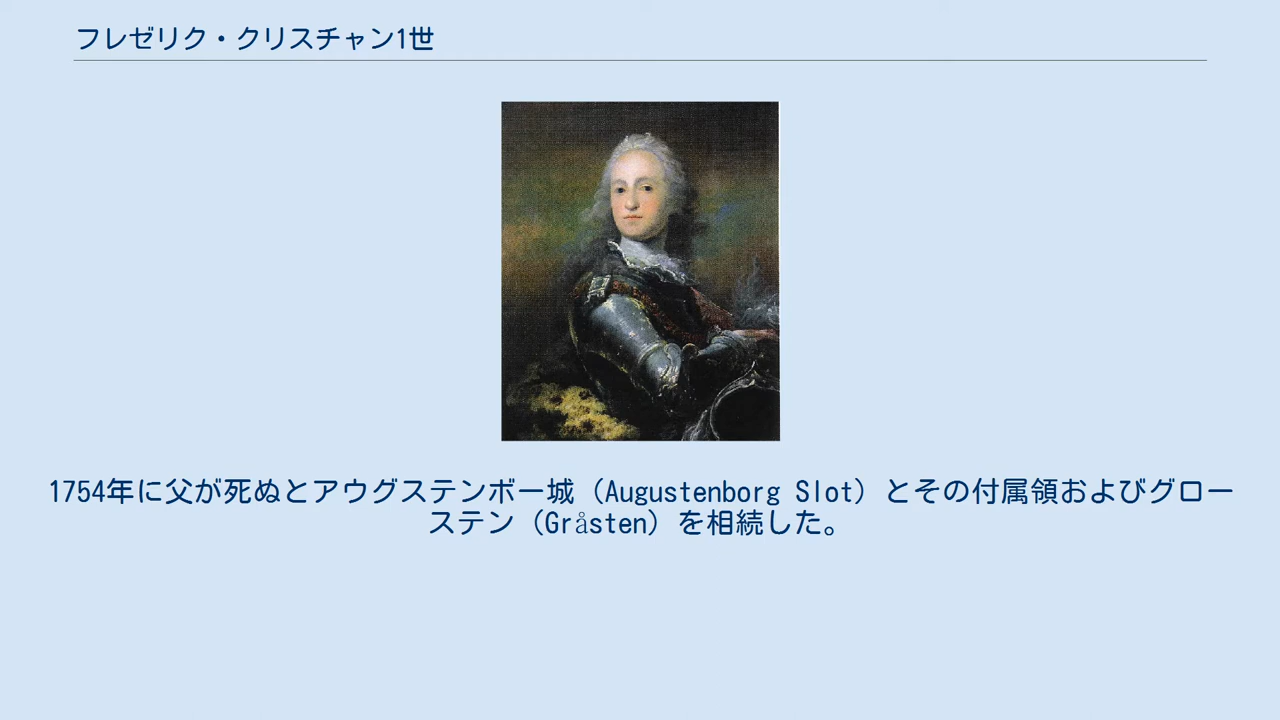 フレゼリク・クリスチャン1世
1754年に父が死ぬとアウグステンボー城（Augustenborg Slot）とその付属領およびグロー
ステン（Gråsten）を相続した。